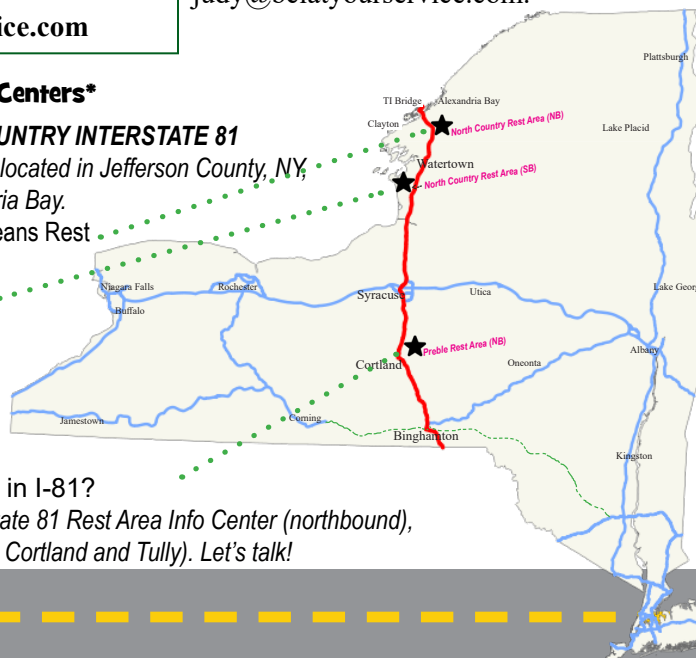 judy@beatyourservice.com.
ice.com
Centers*
UNTRY INTERSTATE 81
located in Jefferson County, NY,
ria Bay.
eans Rest
Plattsburgh
TI Bridge
Alexandria Bay
Clayton
North Country Rest Area (NB)
Lake Placid
Watertown
North Country Rest Area (SB)
Niagara Falls
Rochester
Syracuse
Utica
Lake Georg
Buffalo
Preble Rest Area (NB)
Albany
Cortland
Oneonta
Jamestown
Corning
Binghamton
Kingston
in I-81?
ate 81 Rest Area Info Center (northbound),
Cortland and Tully). Let's talk!